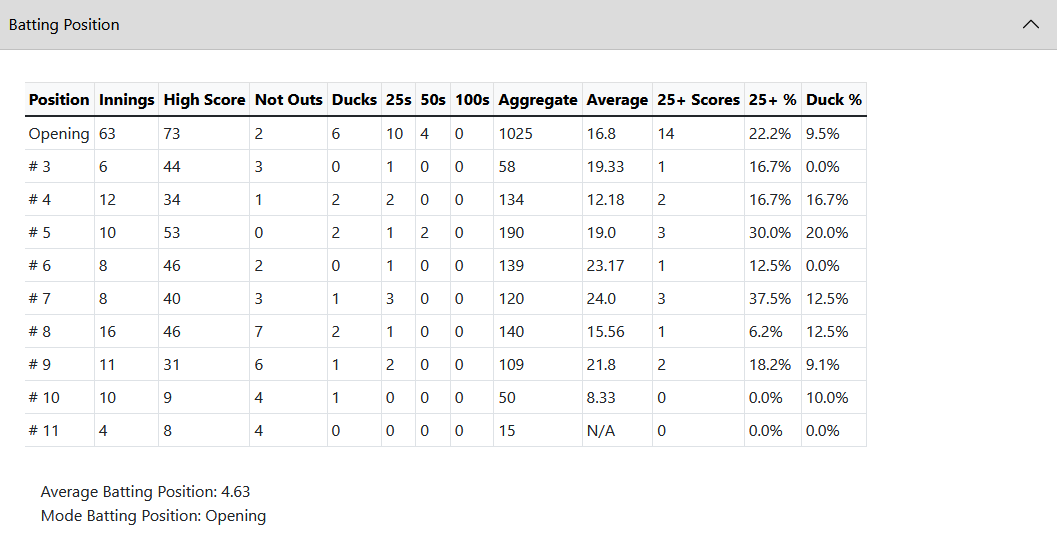 Batting Position
Position Innings High Score Not Outs Ducks 25s 50s 100s Aggregate Average 25+ Scores 25+ % Duck %
Opening 63 73 2 6 10 4 0 1025 16.8 14 22.2% 9.5%
# 3 6 44 3 0 1 0 0 58 19.33 1 16.7% 0.0%
# 4 12 34 1 2 2 0 0 134 12.18 2 16.7% 16.7%
# 5 10 53 0 2 1 2 0 190 19.0 3 30.0% 20.0%
# 6 8 46 2 0 1 0 0 139 23.17 1 12.5% 0.0%
# 7 8 40 3 1 3 0 0 120 24.0 3 37.5% 12.5%
# 8 16 46 7 2 1 0 0 140 15.56 1 6.2% 12.5%
# 9 11 31 6 1 2 0 0 109 21.8 2 18.2% 9.1%
# 10 10 9 4 1 0 0 0 50 8.33 0 0.0% 10.0%
# 11 4 8 4 0 0 0 0 15 N/A 0 0.0% 0.0%
Average Batting Position: 4.63
Mode Batting Position: Opening